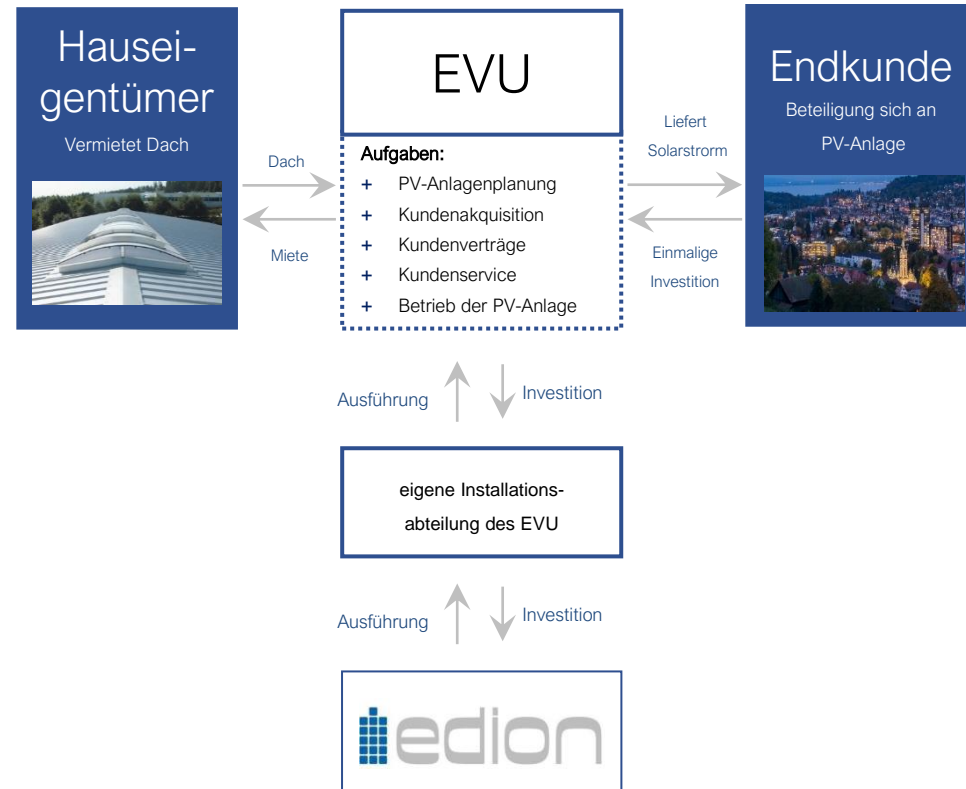 Hausei-
gentümer
Vermietet Dach
Dach
Miete
EVU
Aufgaben:
+ PV-Anlagenplanung
+ Kundenakquisition
+ Kundenverträge
+ Kundenservice
+ Betrieb der PV-Anlage
Liefert
Solarstrorm
Einmalige
Investition
Endkunde
Beteiligung sich an
PV-Anlage
Ausführung
Investition
eigene Installations-
abteilung des EVU
Ausführung
Investition
edion